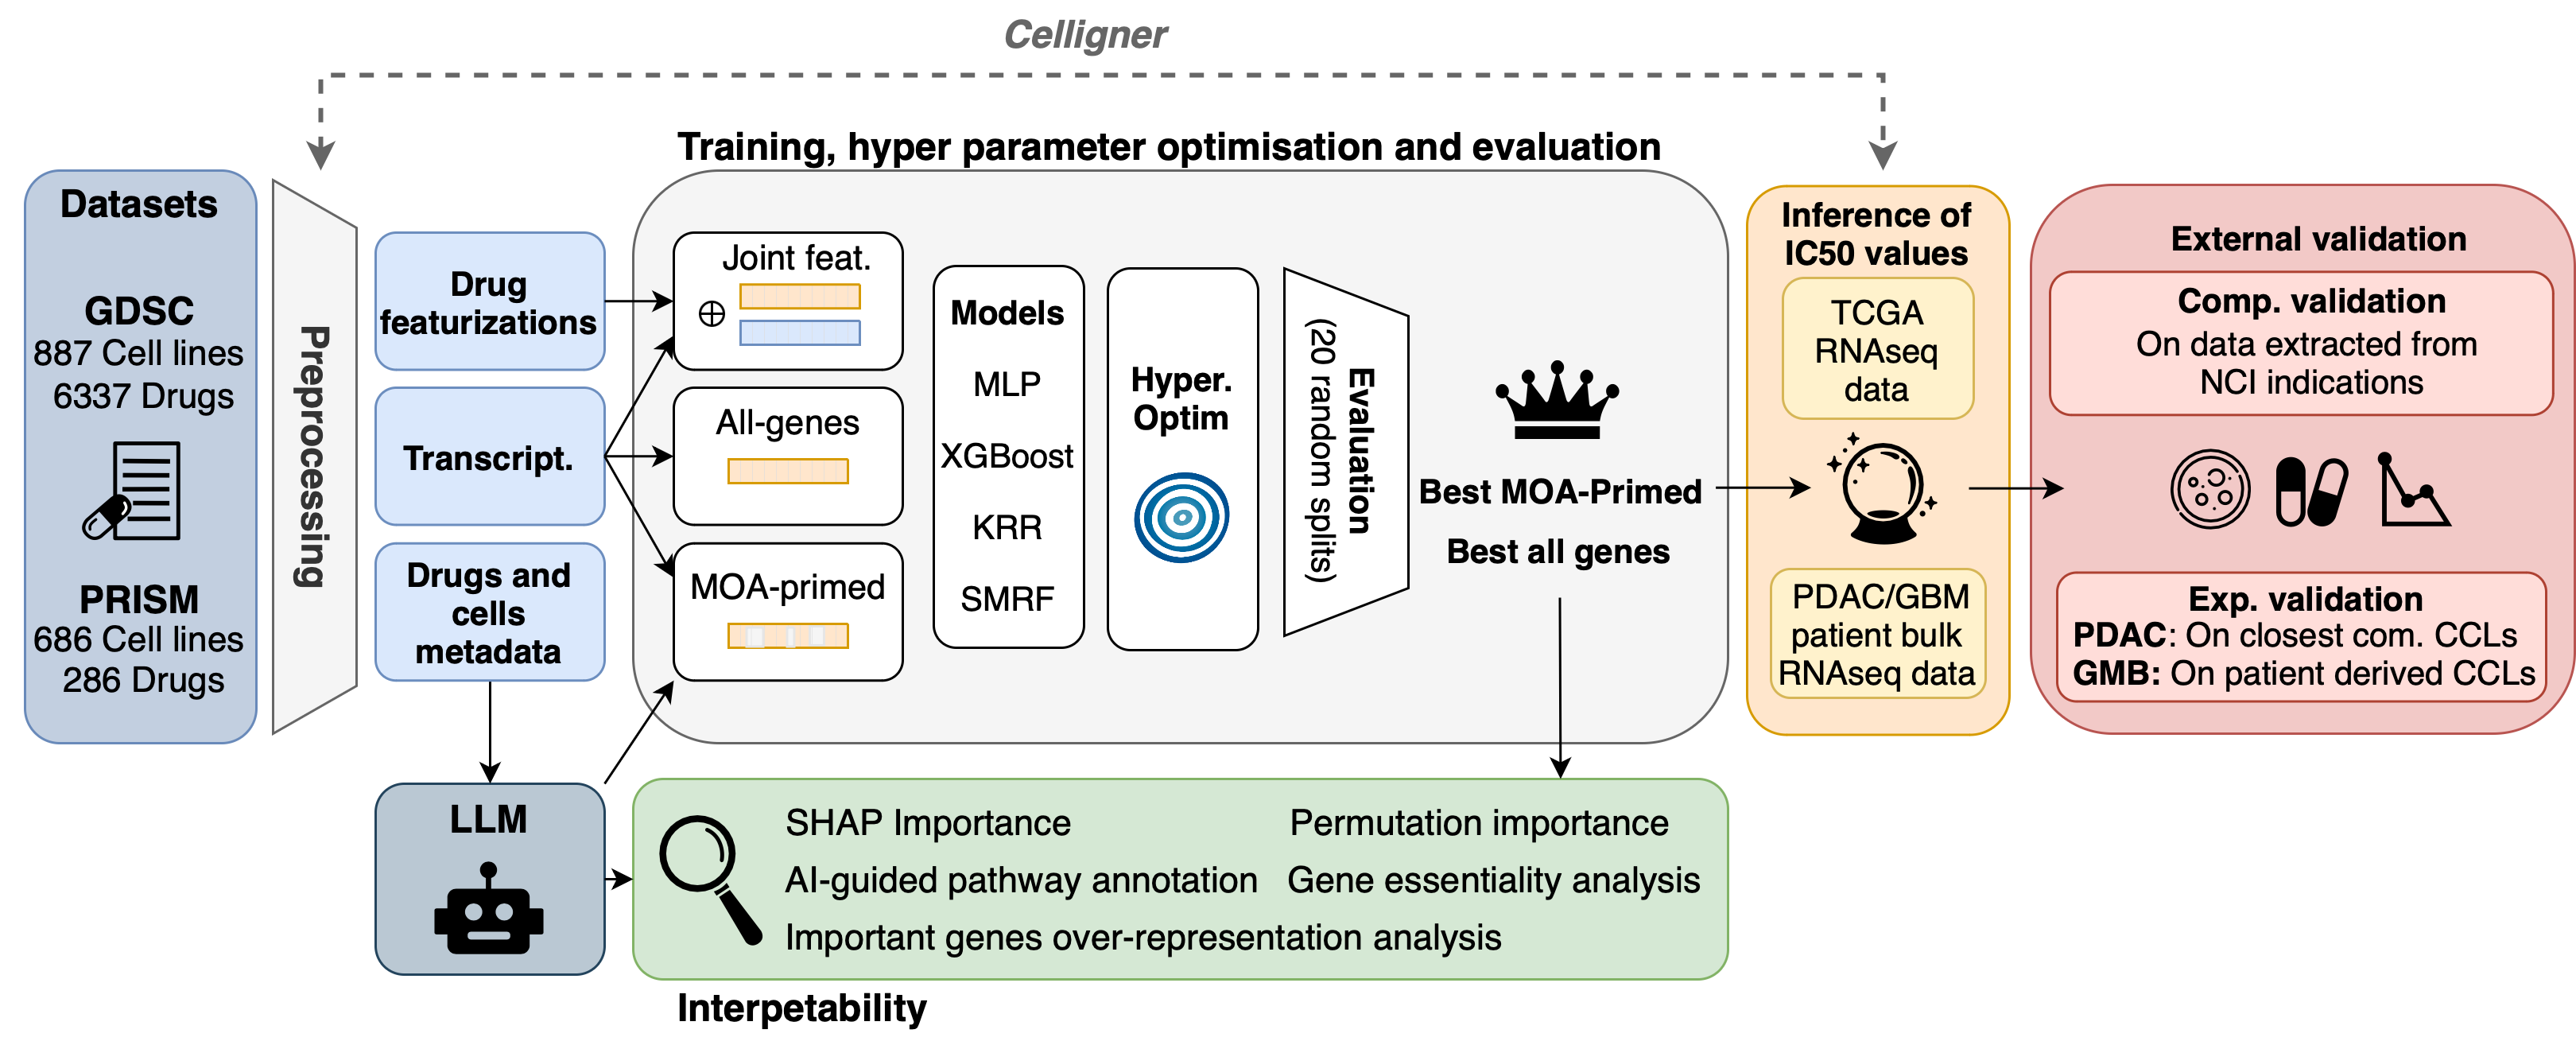 Celligner
Training, hyper parameter optimisation and evaluation
Datasets
GDSC
887 Cell lines
6337 Drugs
PRISM
686 Cell lines
286 Drugs
Preprocessing
Drug
featurizations
Transcript.
Drugs and
cells
metadata
LLM
Joint feat.
All-genes
MOA-primed
Models
MLP
XGBoost
KRR
SMRF
Hyper.
Optim
Evaluation
(20 random splits)
Best MOA-Primed
Best all genes
Inference of
IC50 values
TCGA
RNAseq
data
PDAC/GBM
patient bulk
RNAseq data
External validation
Comp. validation
On data extracted from
NCI indications
Exp. validation
PDAC: On closest com. CCLs
GMB: On patient derived CCLs
SHAP Importance
Permutation importance
AI-guided pathway annotation
Gene essentiality analysis
Important genes over-representation analysis
Interpetability